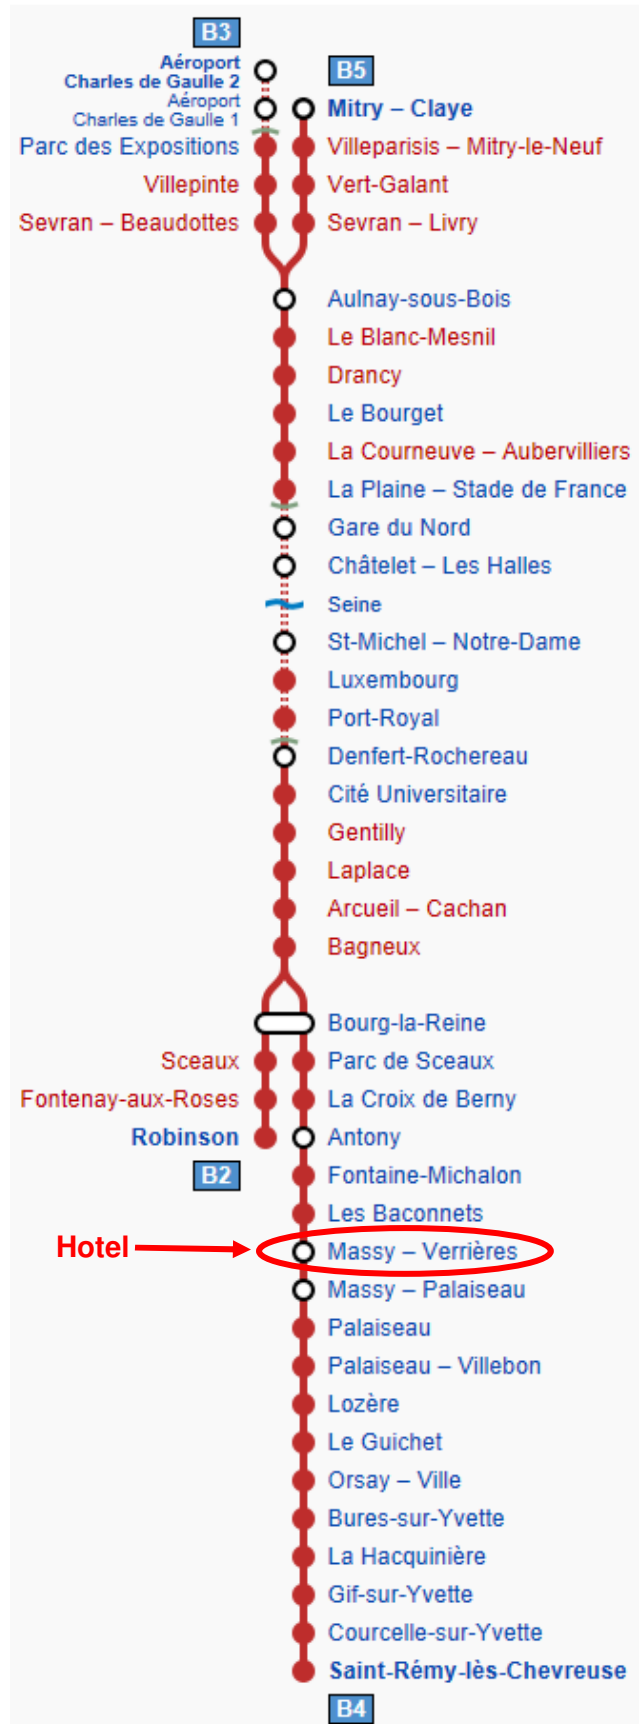 B3
Aéroport
Charles de Gaulle 2
B5
Aéroport
Charles de Gaulle 1
Mitry – Claye
Parc des Expositions
Villeparisis – Mitry-le-Neuf
Villepinte
Vert-Galant
Sevran – Beaudottes
Sevran – Livry
Aulnay-sous-Bois
Le Blanc-Mesnil
Drancy
Le Bourget
La Courneuve – Aubervilliers
La Plaine – Stade de France
Gare du Nord
Châtelet – Les Halles
Seine
St-Michel – Notre-Dame
Luxembourg
Port-Royal
Denfert-Rochereau
Cité Universitaire
Gentilly
Laplace
Arcueil – Cachan
Bagneux
Bourg-la-Reine
Sceaux
Parc de Sceaux
Fontenay-aux-Roses
La Croix de Berny
Robinson
Antony
B2
Fontaine-Michalon
Les Baconnets
Hotel
Massy – Verrières
Massy – Palaiseau
Palaiseau
Palaiseau – Villebon
Lozère
Le Guichet
Orsay – Ville
Bures-sur-Yvette
La Hacquinière
Gif-sur-Yvette
Courcelle-sur-Yvette
Saint-Rémy-lès-Chevreuse
B4